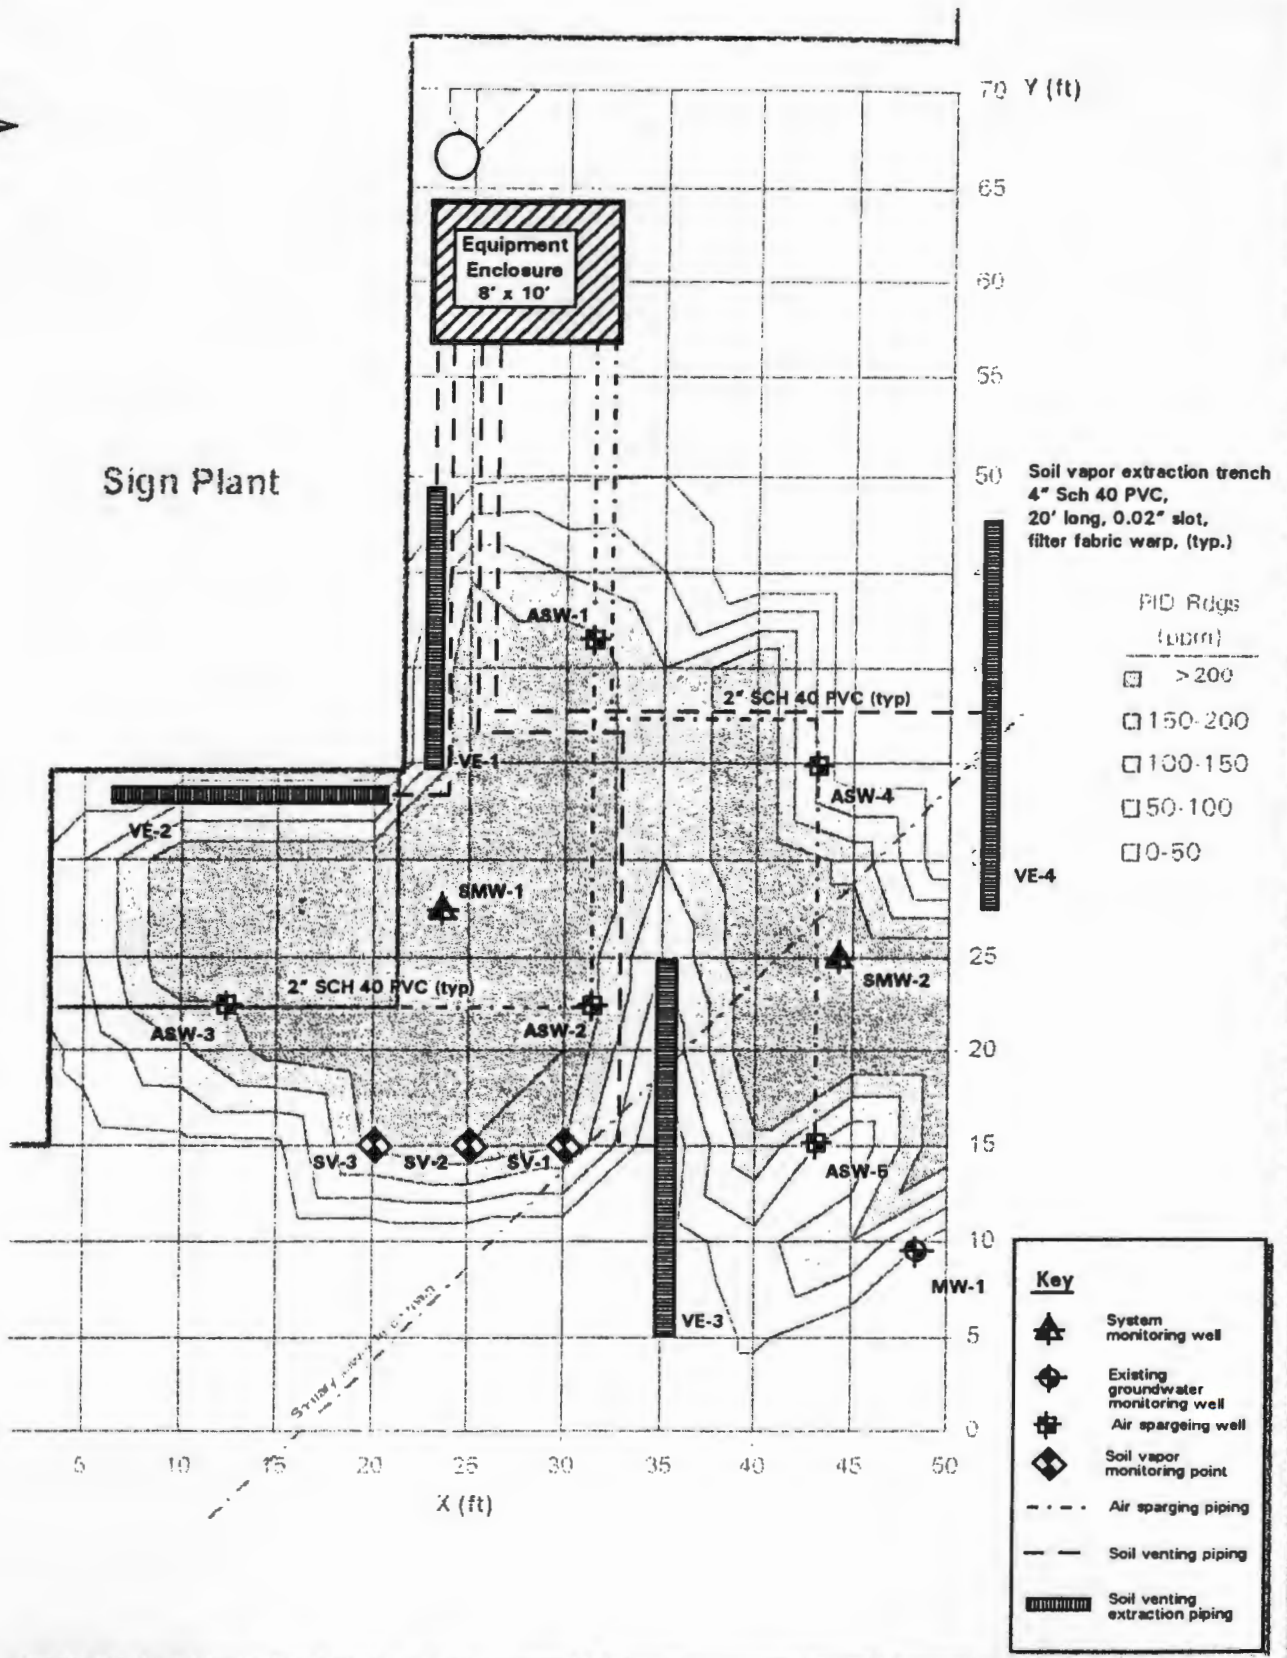 70 Y (ft)
65
Equipment
Enclosure
8' x 10'
60
55
Sign Plant
50
Soil vapor extraction trench
4" Sch 40 PVC,
20' long, 0.02" slot,
filter fabric warp, (typ.)
PID Rdgs
(ppm)
>200
150-200
100-150
50-100
0-50
ASW-1
2" SCH 40 PVC (typ)
VE-1
ASW-4
VE-2
VE-4
SMW-1
25
SMW-2
2" SCH 40 PVC (typ)
ASW-3
ASW-2
20
15
SV-3
SV-2
SV-1
ASW-5
10
MW-1
VE-3
5
Sanitary
0
5
10
15
20
25
30
35
40
45
50
X (ft)
Key
System
monitoring well
Existing
groundwater
monitoring well
Air spargeing well
Soil vapor
monitoring point
Air sparging piping
Soil venting piping
Soil venting
extraction piping